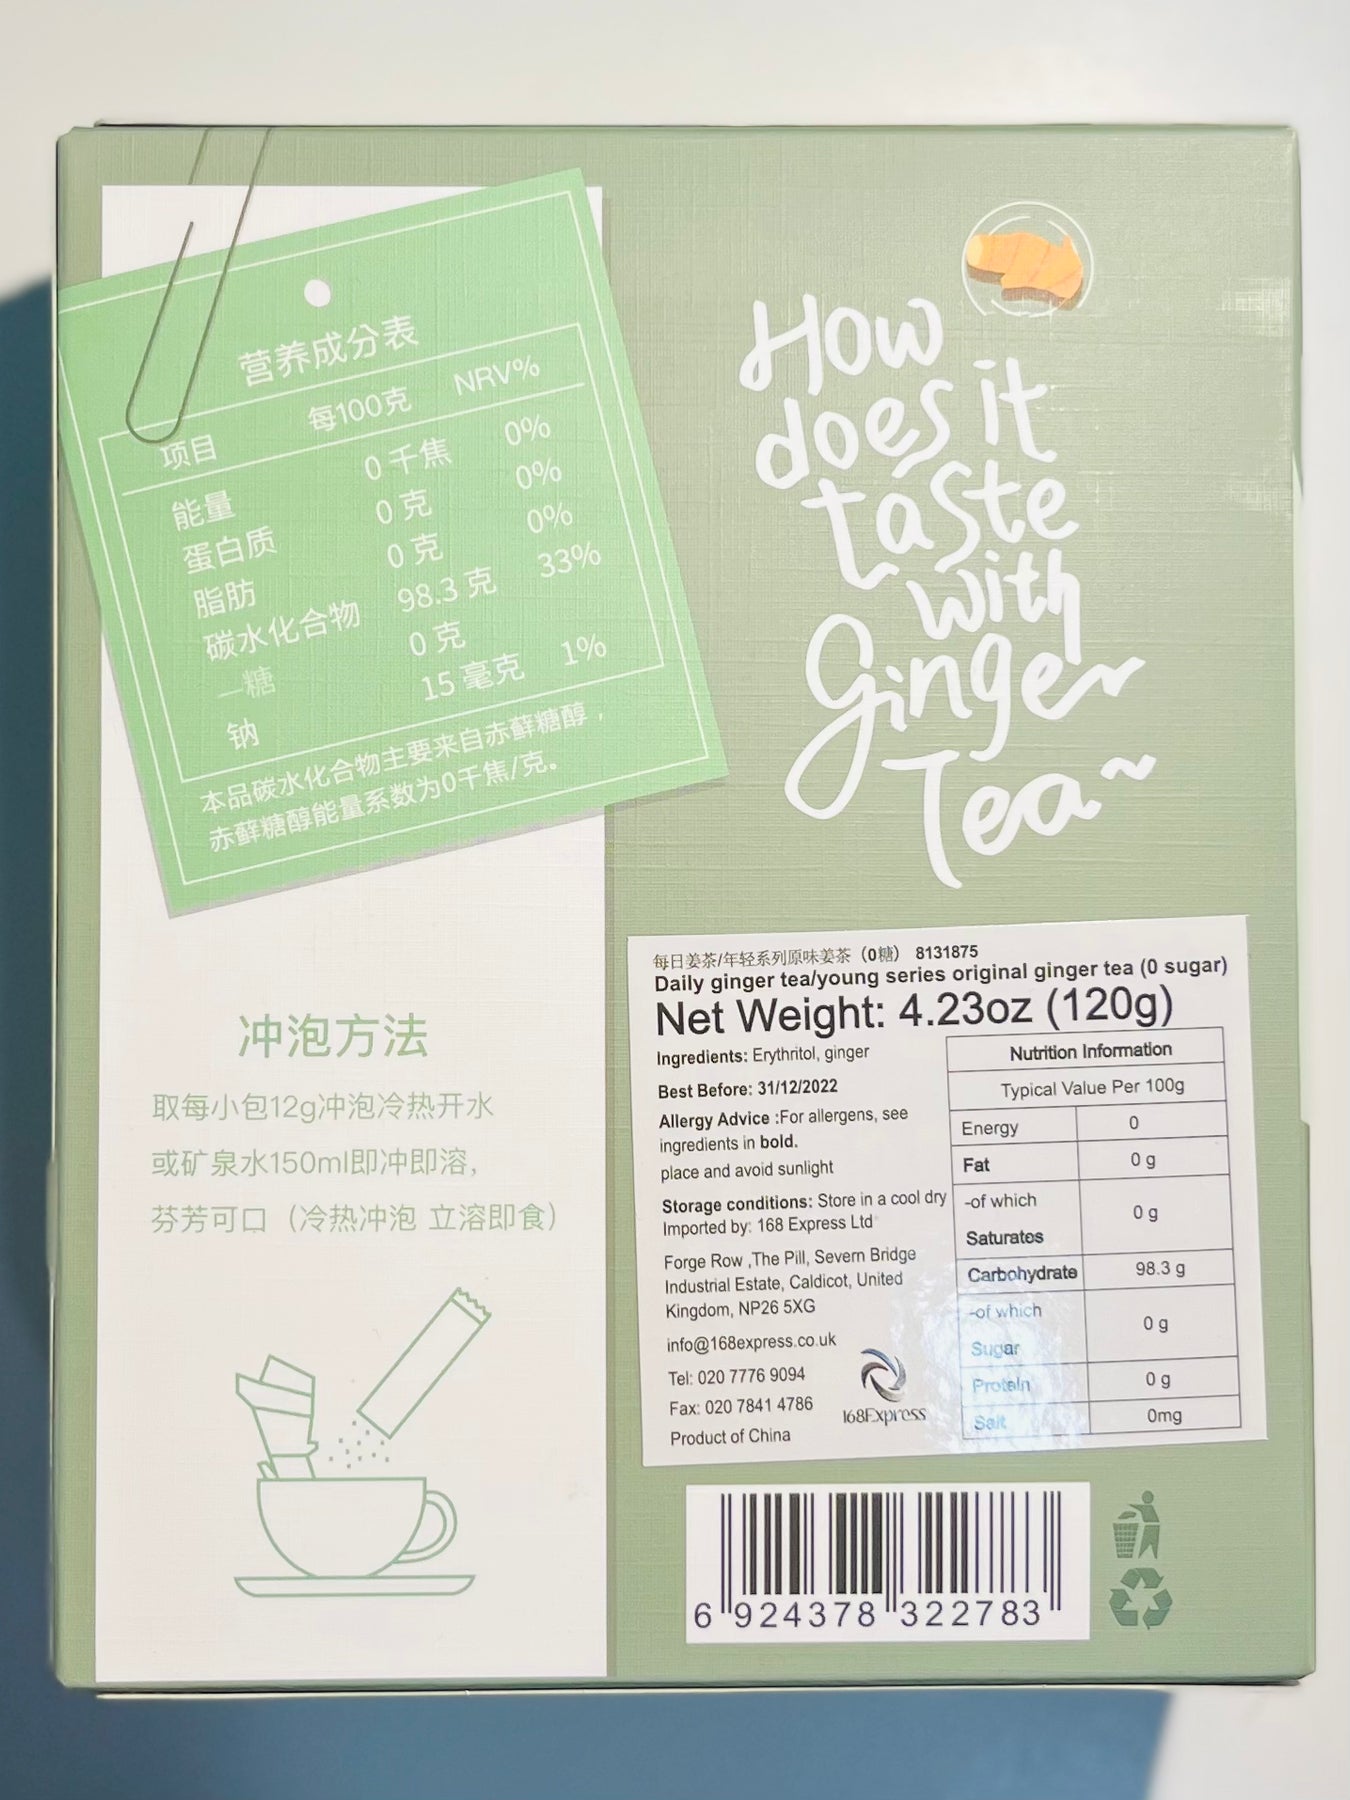 营养成分表
项目 每100克 NRV%
能量 0 千焦 0%
蛋白质 0 克 0%
脂肪 0 克 0%
碳水化合物 98.3 克 33%
—糖 0 克
钠 15 毫克 1%
本品碳水化合物主要来自赤藓糖醇，
赤藓糖醇能量系数为0千焦/克。
冲泡方法
取每小包12g冲泡冷热开水
或矿泉水150ml即冲即溶，
芬芳可口（冷热冲泡 立溶即食）
How
does it
taste
with
Ginger
Tea~
每日姜茶/年轻系列原味姜茶（0糖） 8131875
Daily ginger tea/young series original ginger tea (0 sugar)
Net Weight: 4.23oz (120g)
Ingredients: Erythritol, ginger
Best Before: 31/12/2022
Allergy Advice :For allergens, see
ingredients in bold.
place and avoid sunlight
Storage conditions: Store in a cool dry
Imported by: 168 Express Ltd
Forge Row ,The Pill, Severn Bridge
Industrial Estate, Caldicot, United
Kingdom, NP26 5XG
info@168express.co.uk
Tel: 020 7776 9094
Fax: 020 7841 4786
Product of China
168Express
Nutrition Information
Typical Value Per 100g
Energy 0
Fat 0 g
-of which
Saturates 0 g
Carbohydrate 98.3 g
-of which
Sugar 0 g
Protein 0 g
Salt 0mg
6 924378 322783